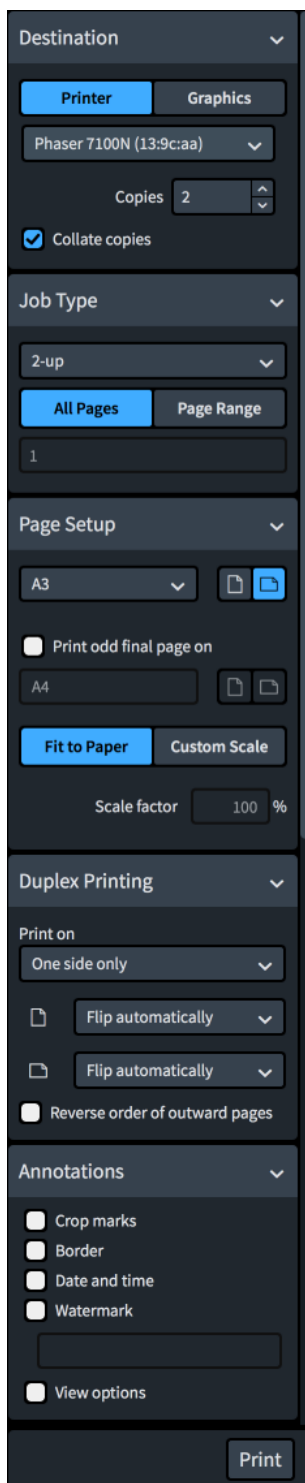 Destination
Printer Graphics
Phaser 7100N (13:9c:aa)
Copies 2
Collate copies
Job Type
2-up
All Pages Page Range
1
Page Setup
A3
Print odd final page on
A4
Fit to Paper Custom Scale
Scale factor 100 %
Duplex Printing
Print on
One side only
Flip automatically
Flip automatically
Reverse order of outward pages
Annotations
Crop marks
Border
Date and time
Watermark
View options
Print